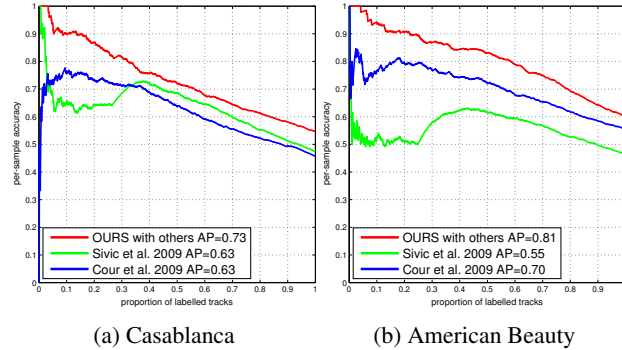 1
0.9
0.8
0.7
0.6
0.5
0.4
0.3
0.2
0.1
0
per-sample accuracy
OURS with others AP=0.73
Sivic et al. 2009 AP=0.63
Cour et al. 2009 AP=0.63
0 0.1 0.2 0.3 0.4 0.5 0.6 0.7 0.8 0.9 1
proportion of labelled tracks
(a) Casablanca
1
0.9
0.8
0.7
0.6
0.5
0.4
0.3
0.2
0.1
0
per-sample accuracy
OURS with others AP=0.81
Sivic et al. 2009 AP=0.55
Cour et al. 2009 AP=0.70
0 0.1 0.2 0.3 0.4 0.5 0.6 0.7 0.8 0.9
proportion of labelled tracks
(b) American Beauty